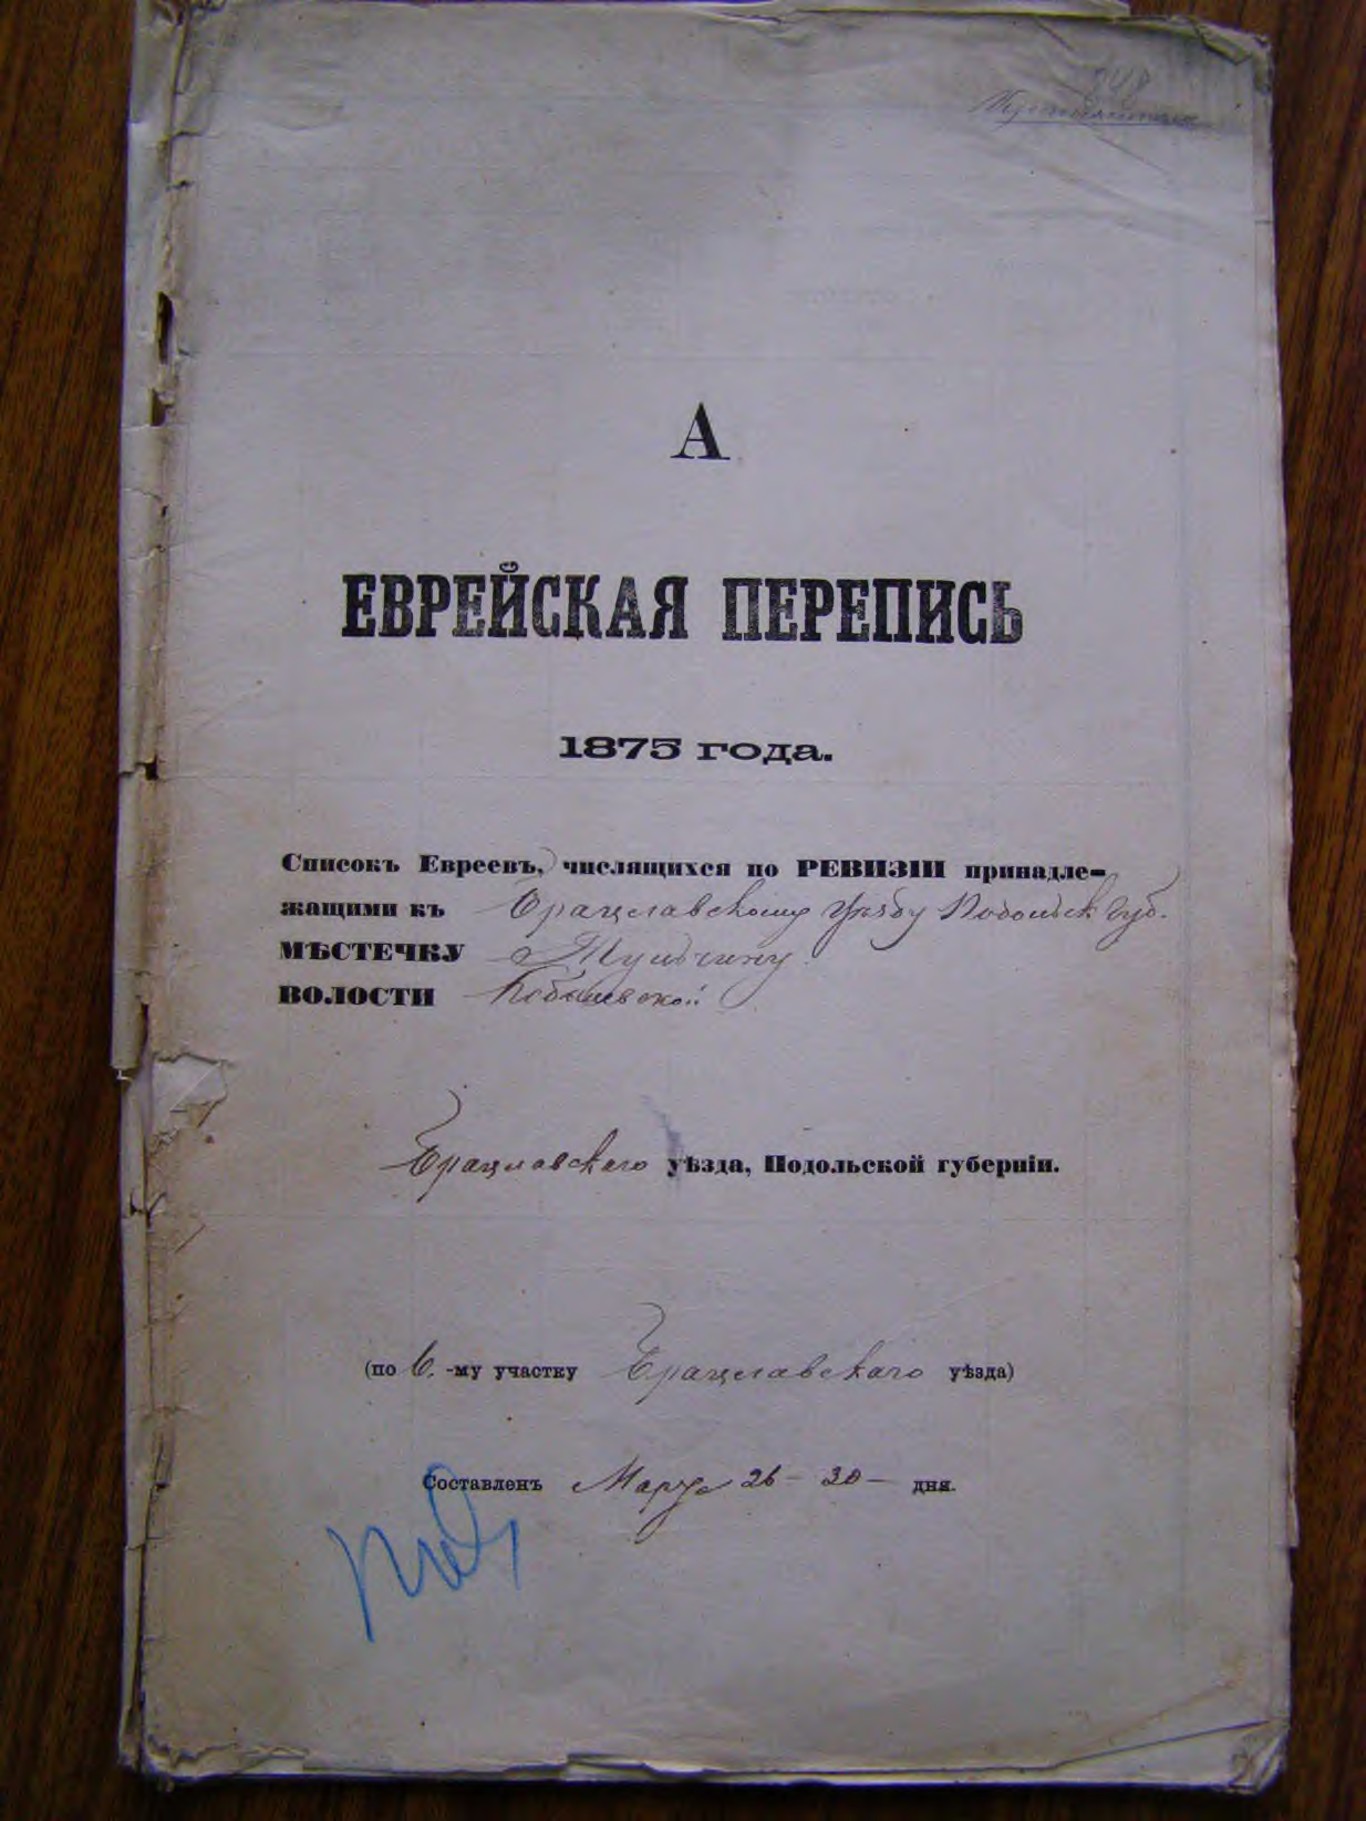 А
ЕВРЕЙСКАЯ ПЕРЕПИСЬ
1875 года.
Списокъ Евреевъ, числящихся по РЕВИЗІИ принадле-
жащими къ Брацлавскому уѣзду Подольск губ.
МѢСТЕЧКУ Тульчину
ВОЛОСТИ
Брацлавскаго уѣзда, Подольской губерніи.
(по 6.-му участку Брацлавскаго уѣзда)
Составленъ Марта 26 - 30 - дня.
2